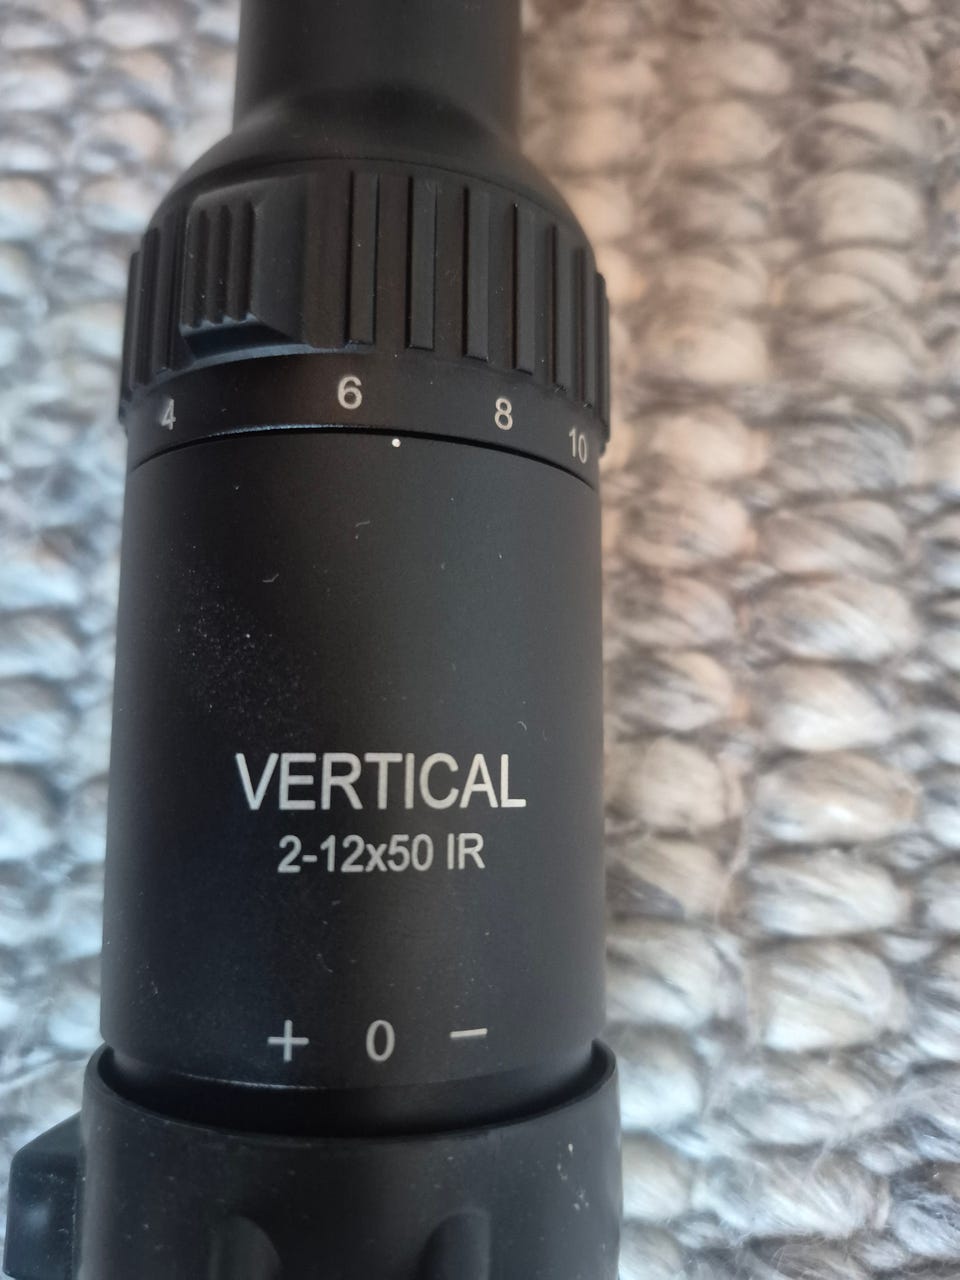 4 6 8 10
VERTICAL
2-12x50 IR
+ 0 −